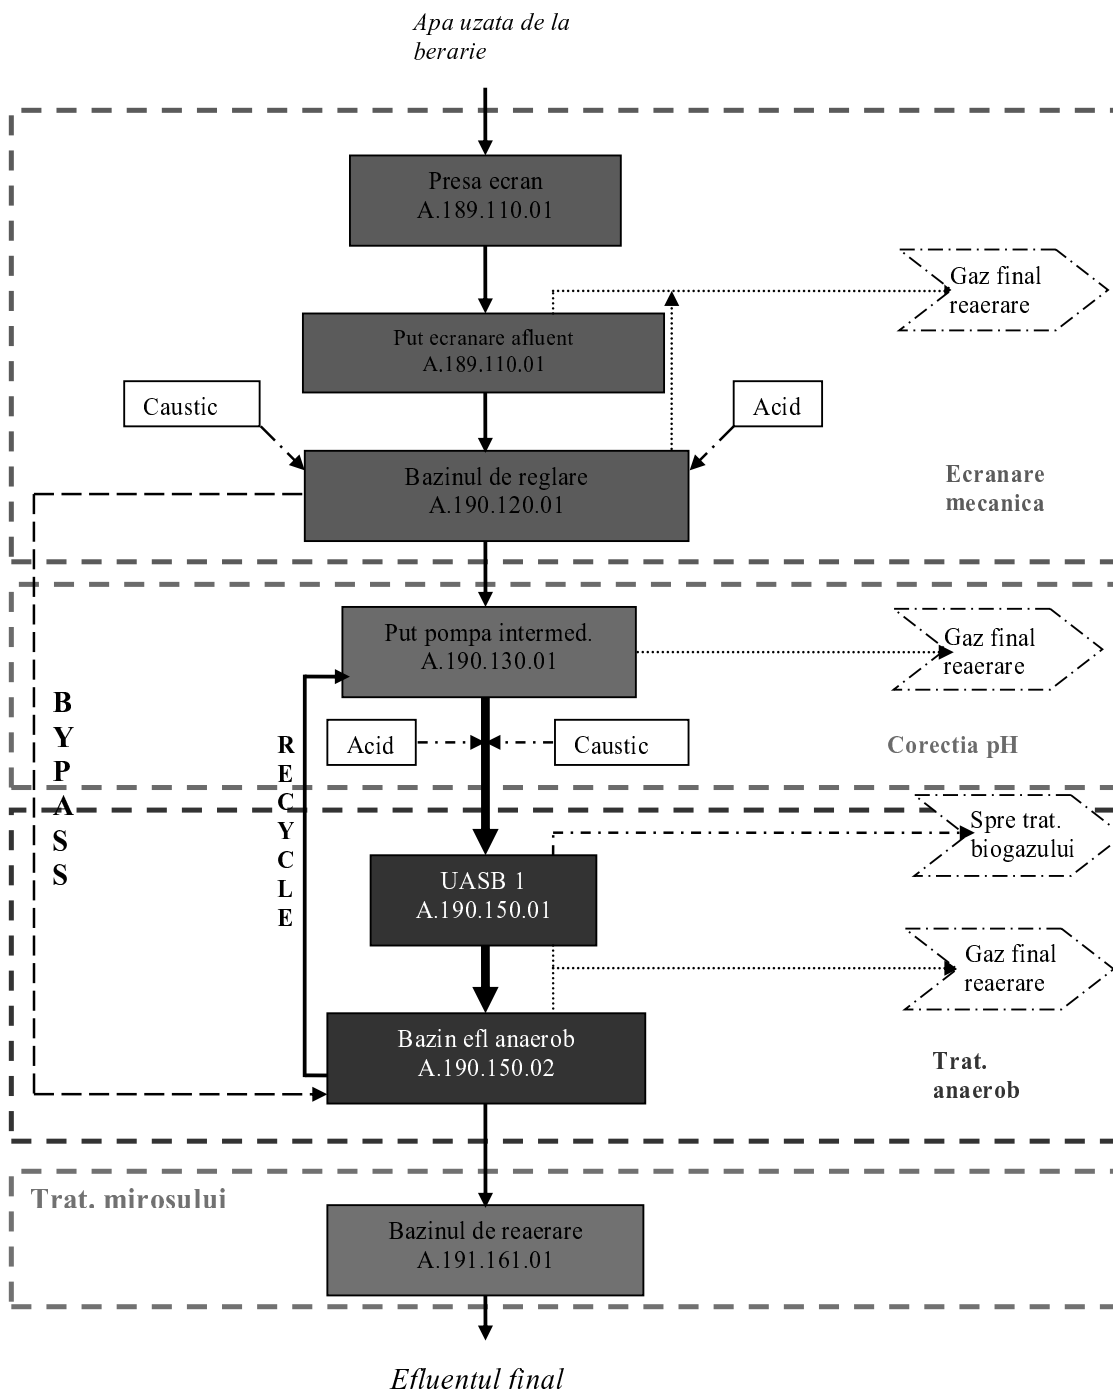 Apa uzata de la
berarie
Presa ecran
A.189.110.01
Gaz final
reaerare
Put ecranare afluent
A.189.110.01
Caustic
Acid
Bazinul de reglare
A.190.120.01
Ecranare
mecanica
Put pompa intermed.
A.190.130.01
Gaz final
reaerare
BYPASS
RECYCLE
Acid
Caustic
Corectia pH
Spre trat.
biogazului
UASB 1
A.190.150.01
Gaz final
reaerare
Bazin efl anaerob
A.190.150.02
Trat.
anaerob
Trat. mirosului
Bazinul de reaerare
A.191.161.01
Efluentul final